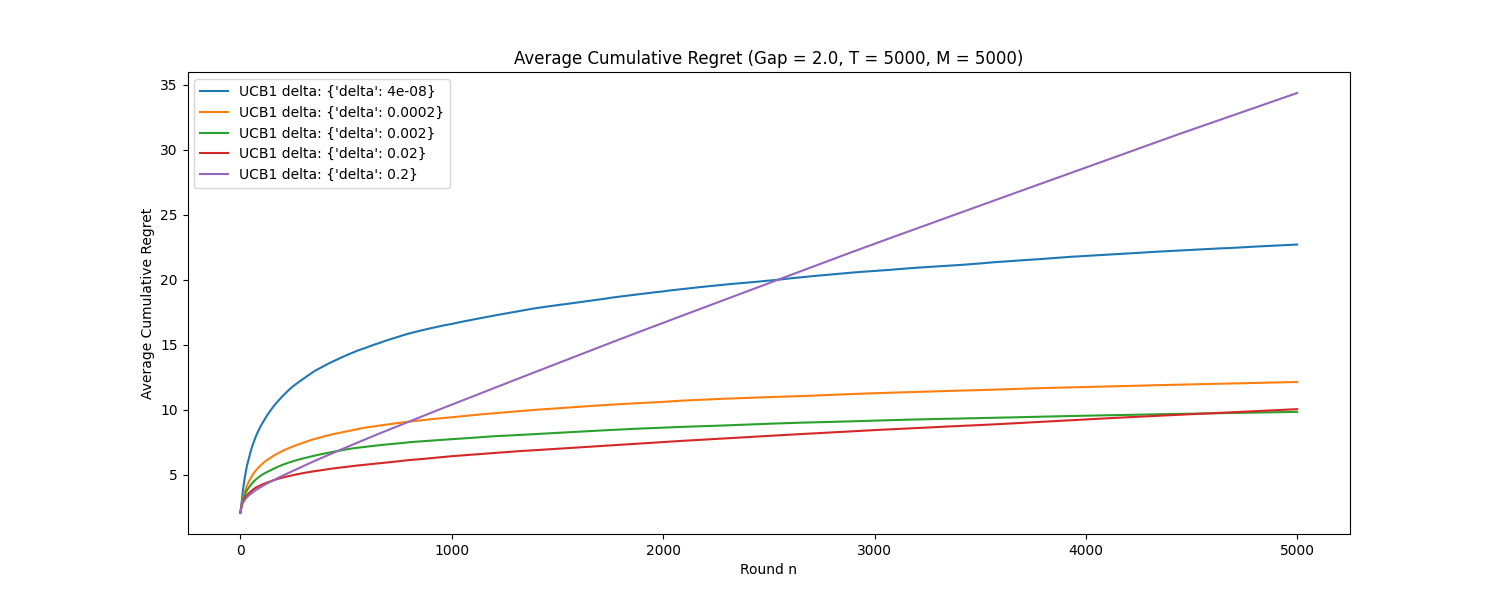 Average Cumulative Regret (Gap = 2.0, T = 5000, M = 5000)
UCB1 delta: {'delta': 4e-08}
UCB1 delta: {'delta': 0.0002}
UCB1 delta: {'delta': 0.002}
UCB1 delta: {'delta': 0.02}
UCB1 delta: {'delta': 0.2}
Average Cumulative Regret
35
30
25
20
15
10
5
0 1000 2000 3000 4000 5000
Round n